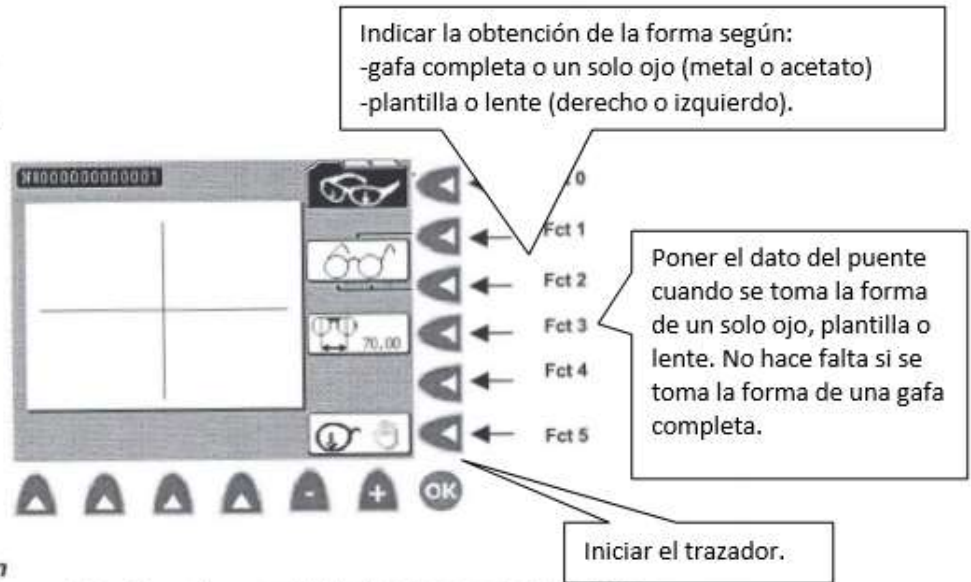 Indicar la obtención de la forma según:
-gafa completa o un solo ojo (metal o acetato)
-plantilla o lente (derecho o izquierdo).
0
Fct 1
Fct 2
70,00
Fct 3
Fct 4
Fct 5
Poner el dato del puente
cuando se toma la forma
de un solo ojo, plantilla o
lente. No hace falta si se
toma la forma de una gafa
completa.
-
+
OK
Iniciar el trazador.